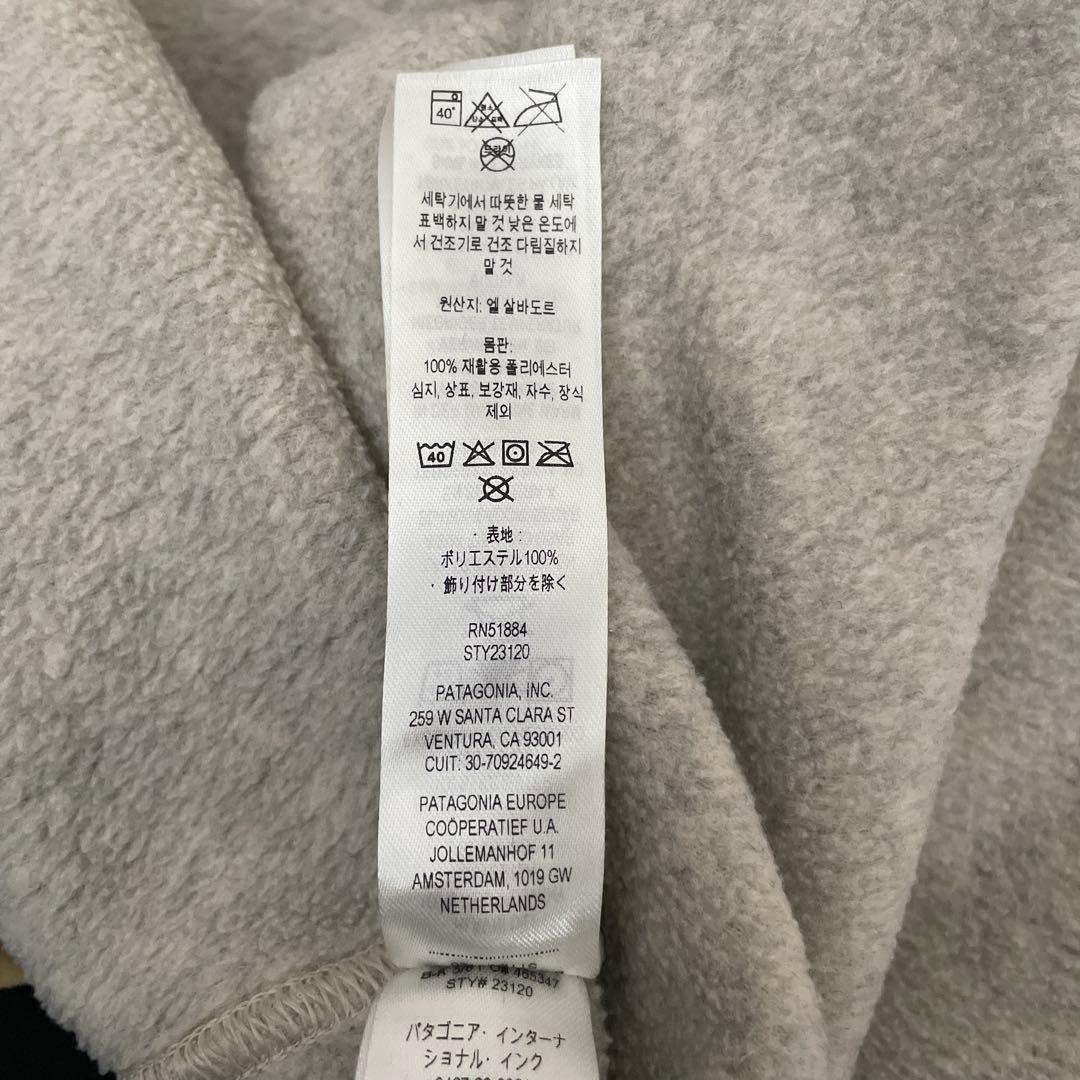 40°
세탁기에서 따뜻한 물 세탁
표백하지 말 것 낮은 온도에
서 건조기로 건조 다림질하지
말 것
원산지: 엘 살바도르
몸판:
100% 재활용 폴리에스터
심지, 상표, 보강재, 자수, 장식
제외
40
・表地:
ポリエステル100%
・飾り付け部分を除く
RN51884
STY23120
PATAGONIA, INC.
259 W SANTA CLARA ST
VENTURA, CA 93001
CUIT: 30-70924649-2
PATAGONIA EUROPE
COÖPERATIEF U.A.
JOLLEMANHOF 11
AMSTERDAM, 1019 GW
NETHERLANDS
465347
STY# 23120
パタゴニア・インターナ
ショナル・インク